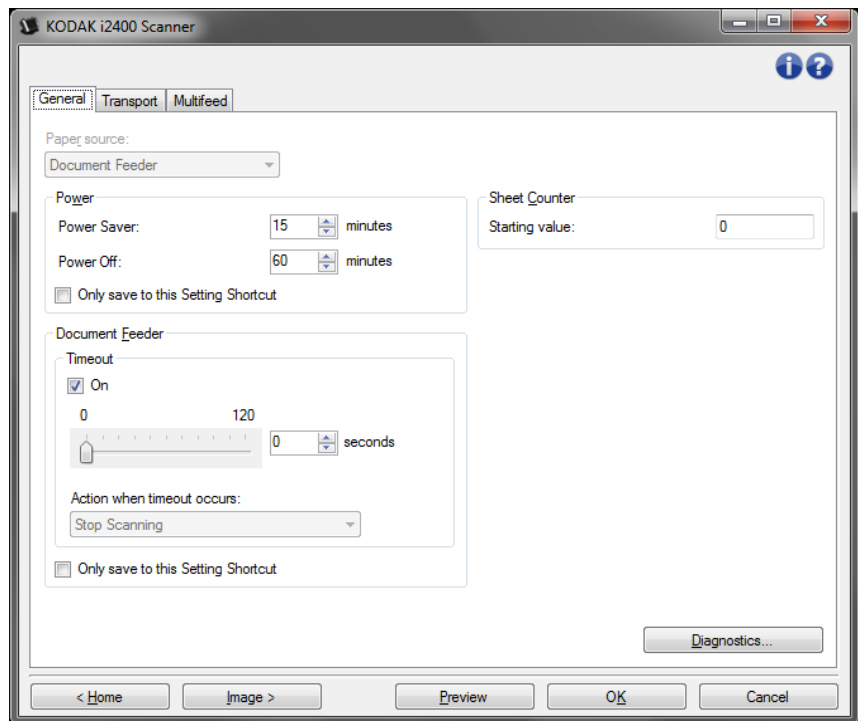 KODAK i2400 Scanner
General Transport Multifeed
Paper source:
Document Feeder
Power
Power Saver: 15 minutes
Power Off: 60 minutes
Only save to this Setting Shortcut
Sheet Counter
Starting value: 0
Document Feeder
Timeout
On
0 120
0 seconds
Action when timeout occurs:
Stop Scanning
Only save to this Setting Shortcut
Diagnostics...
< Home Image > Preview OK Cancel